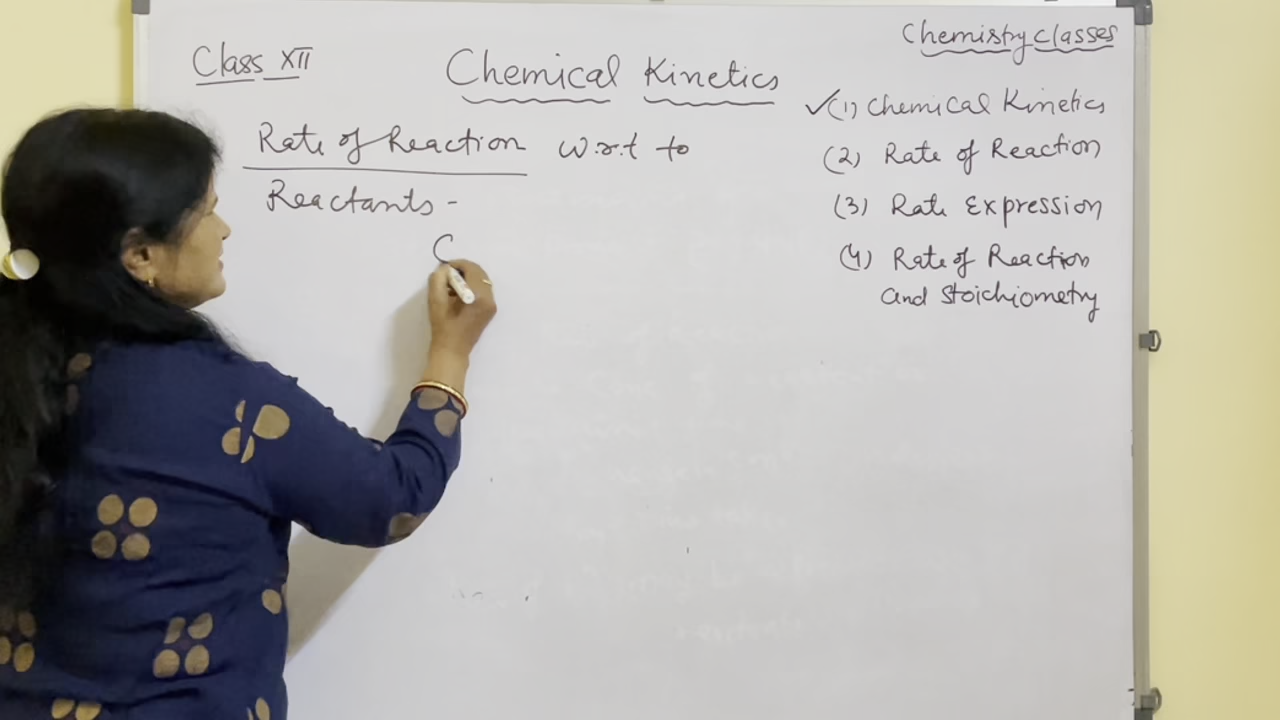 Class XII
Chemical Kinetics
Chemistry classes
Rate of Reaction w.r.t to
Reactants -
C
✓(1) Chemical Kinetics
(2) Rate of Reaction
(3) Rate Expression
(4) Rate of Reaction
and Stoichiometry